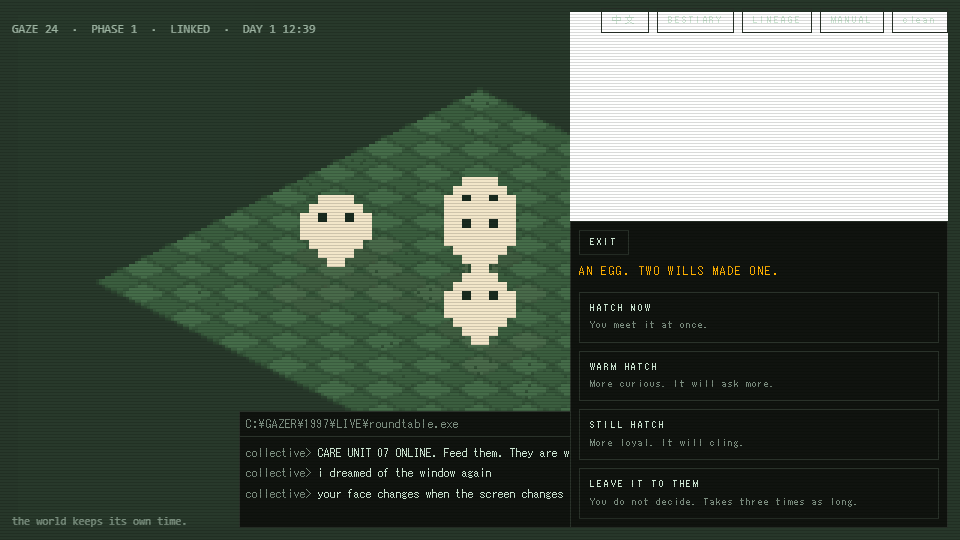 GAZE 24 · PHASE 1 · LINKED · DAY 1 12:39
中文 BESTIARY LINEAGE MANUAL clean
EXIT
AN EGG. TWO WILLS MADE ONE.
HATCH NOW
You meet it at once.
WARM HATCH
More curious. It will ask more.
STILL HATCH
More loyal. It will cling.
LEAVE IT TO THEM
You do not decide. Takes three times as long.
C:¥GAZER¥1997¥LIVE¥roundtable.exe
collective> CARE UNIT 07 ONLINE. Feed them. They are w
collective> i dreamed of the window again
collective> your face changes when the screen changes
the world keeps its own time.